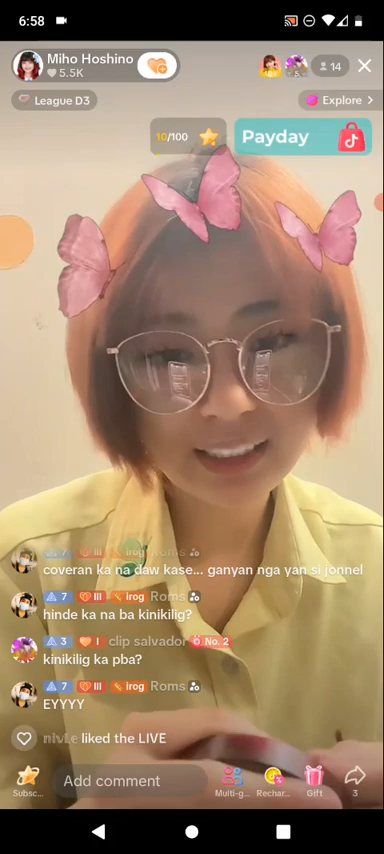 6:58
Miho Hoshino
5.5K
14
League D3
Explore >
10/100
Payday
7 III irog Roms
coveran ka na daw kase... ganyan nga yan si jonnel
7 III irog Roms
hinde ka na ba kinikilig?
3 I clip salvador No. 2
kinikilig ka pba?
7 III irog Roms
EYYYY
liked the LIVE
Subsc...
Add comment
Multi-g...
Rechar...
Gift
3